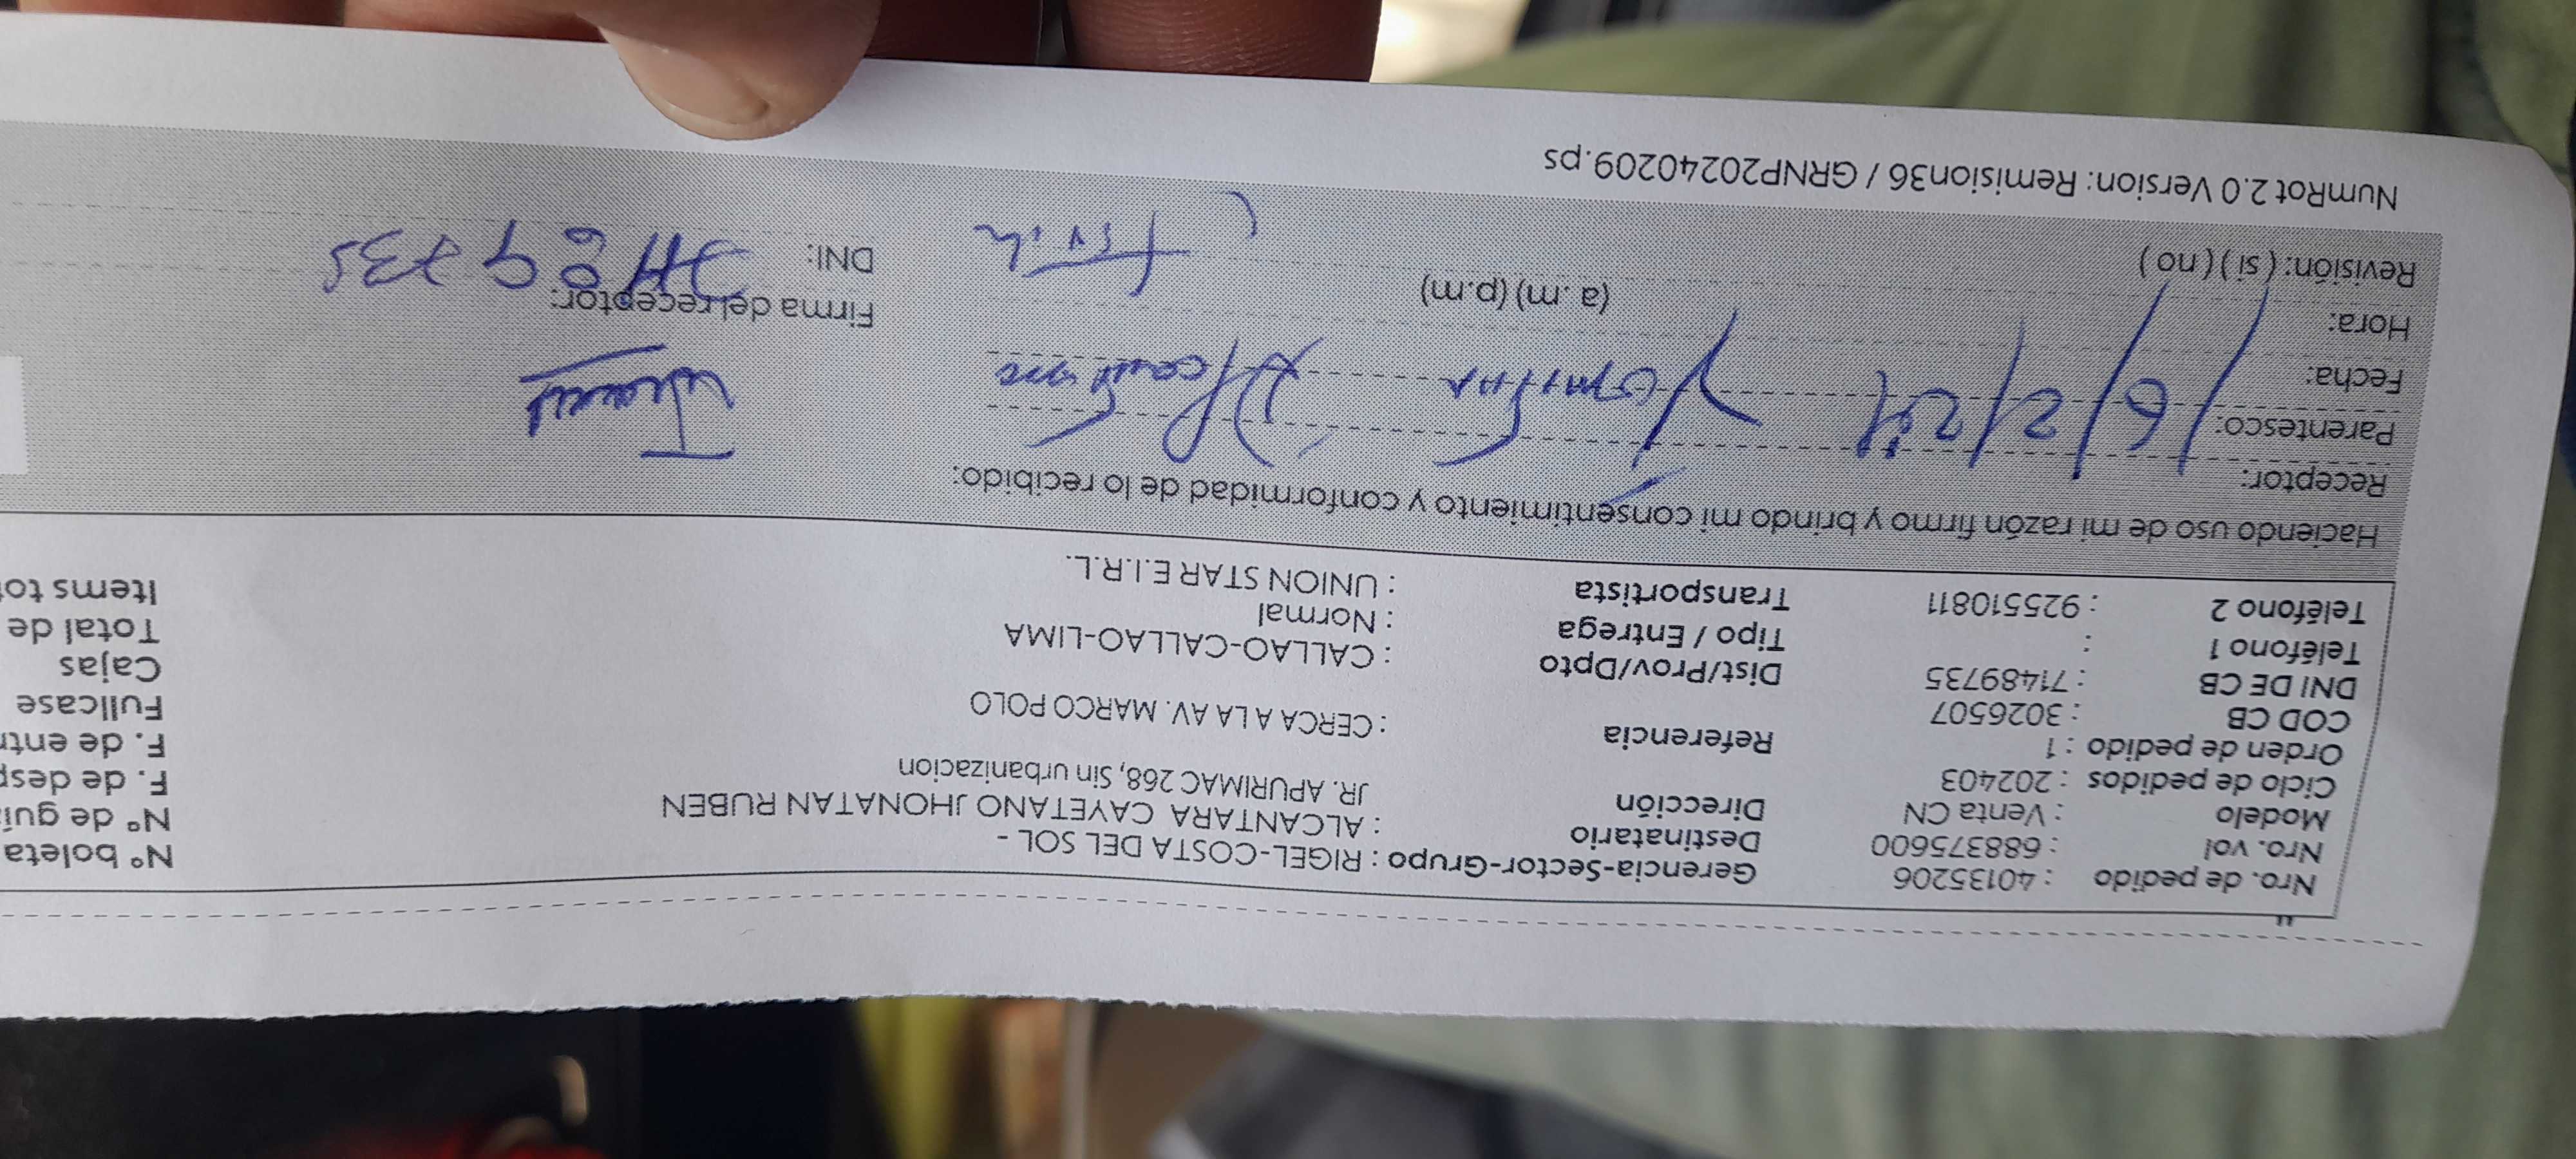 "
Nro. de pedido : 40135206 Gerencia-Sector-Grupo : RIGEL-COSTA DEL SOL - Nº boleta
Nro. vol : 688375600 Destinatario : ALCANTARA CAYETANO JHONATAN RUBEN Nº de guí
Modelo : Venta CN Dirección JR. APURIMAC 268, Sin urbanizacion F. de desp
Ciclo de pedidos : 202403 F. de entr
Orden de pedido : 1 Referencia : CERCA A LA AV. MARCO POLO Fullcase
COD CB : 3026507 Cajas
DNI DE CB : 71489735 Dist/Prov/Dpto : CALLAO-CALLAO-LIMA Total de
Teléfono 1 : Tipo / Entrega : Normal Items to
Teléfono 2 : 925510811 Transportista : UNION STAR E.I.R.L.
Haciendo uso de mi razón firmo y brindo mi consentimiento y conformidad de lo recibido:
Receptor:
Parentesco:
16/2/24
Fecha:
Hora: (a.m) (p.m) Firma del receptor:
Revisión: ( si ) ( no ) DNI:
NumRot 2.0 Version: Remision36 / GRNP20240209.ps